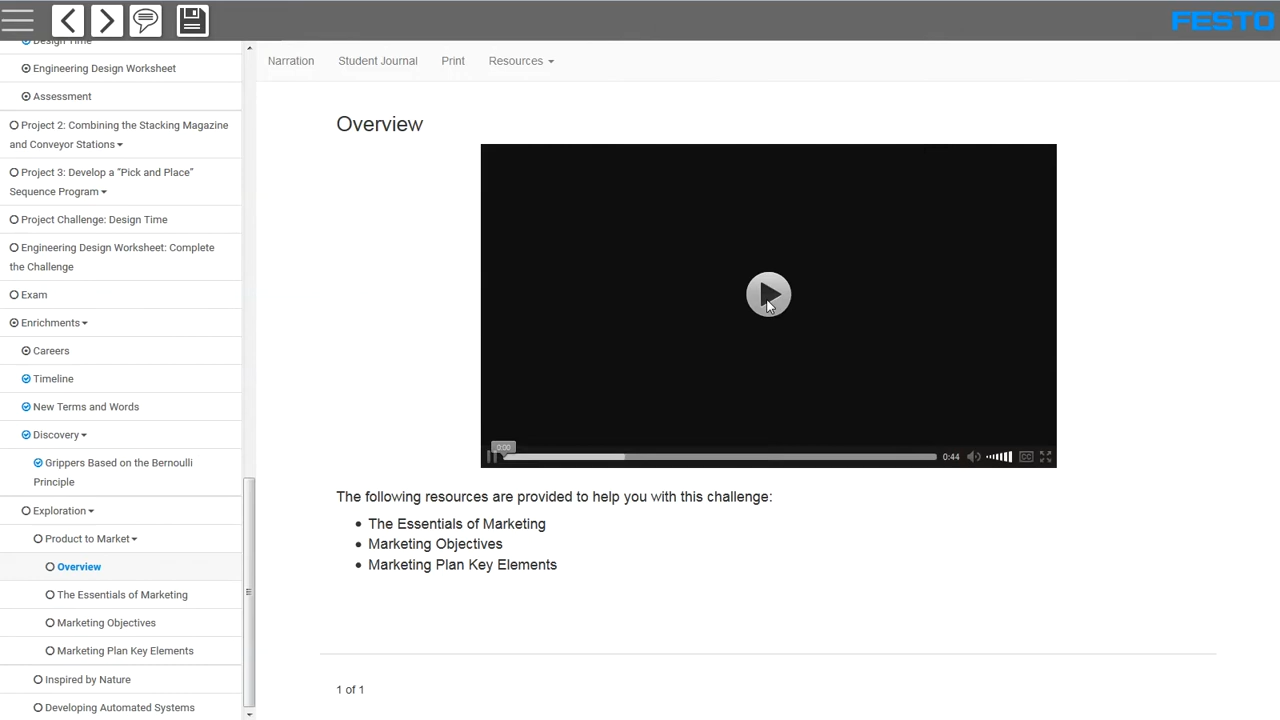 FESTO
Design Time
Engineering Design Worksheet
Assessment
Project 2: Combining the Stacking Magazine
and Conveyor Stations
Project 3: Develop a “Pick and Place”
Sequence Program
Project Challenge: Design Time
Engineering Design Worksheet: Complete
the Challenge
Exam
Enrichments
Careers
Timeline
New Terms and Words
Discovery
Grippers Based on the Bernoulli
Principle
Exploration
Product to Market
Overview
The Essentials of Marketing
Marketing Objectives
Marketing Plan Key Elements
Inspired by Nature
Developing Automated Systems
Narration Student Journal Print Resources
Overview
0:00
0:44 CC
The following resources are provided to help you with this challenge:
• The Essentials of Marketing
• Marketing Objectives
• Marketing Plan Key Elements
1 of 1